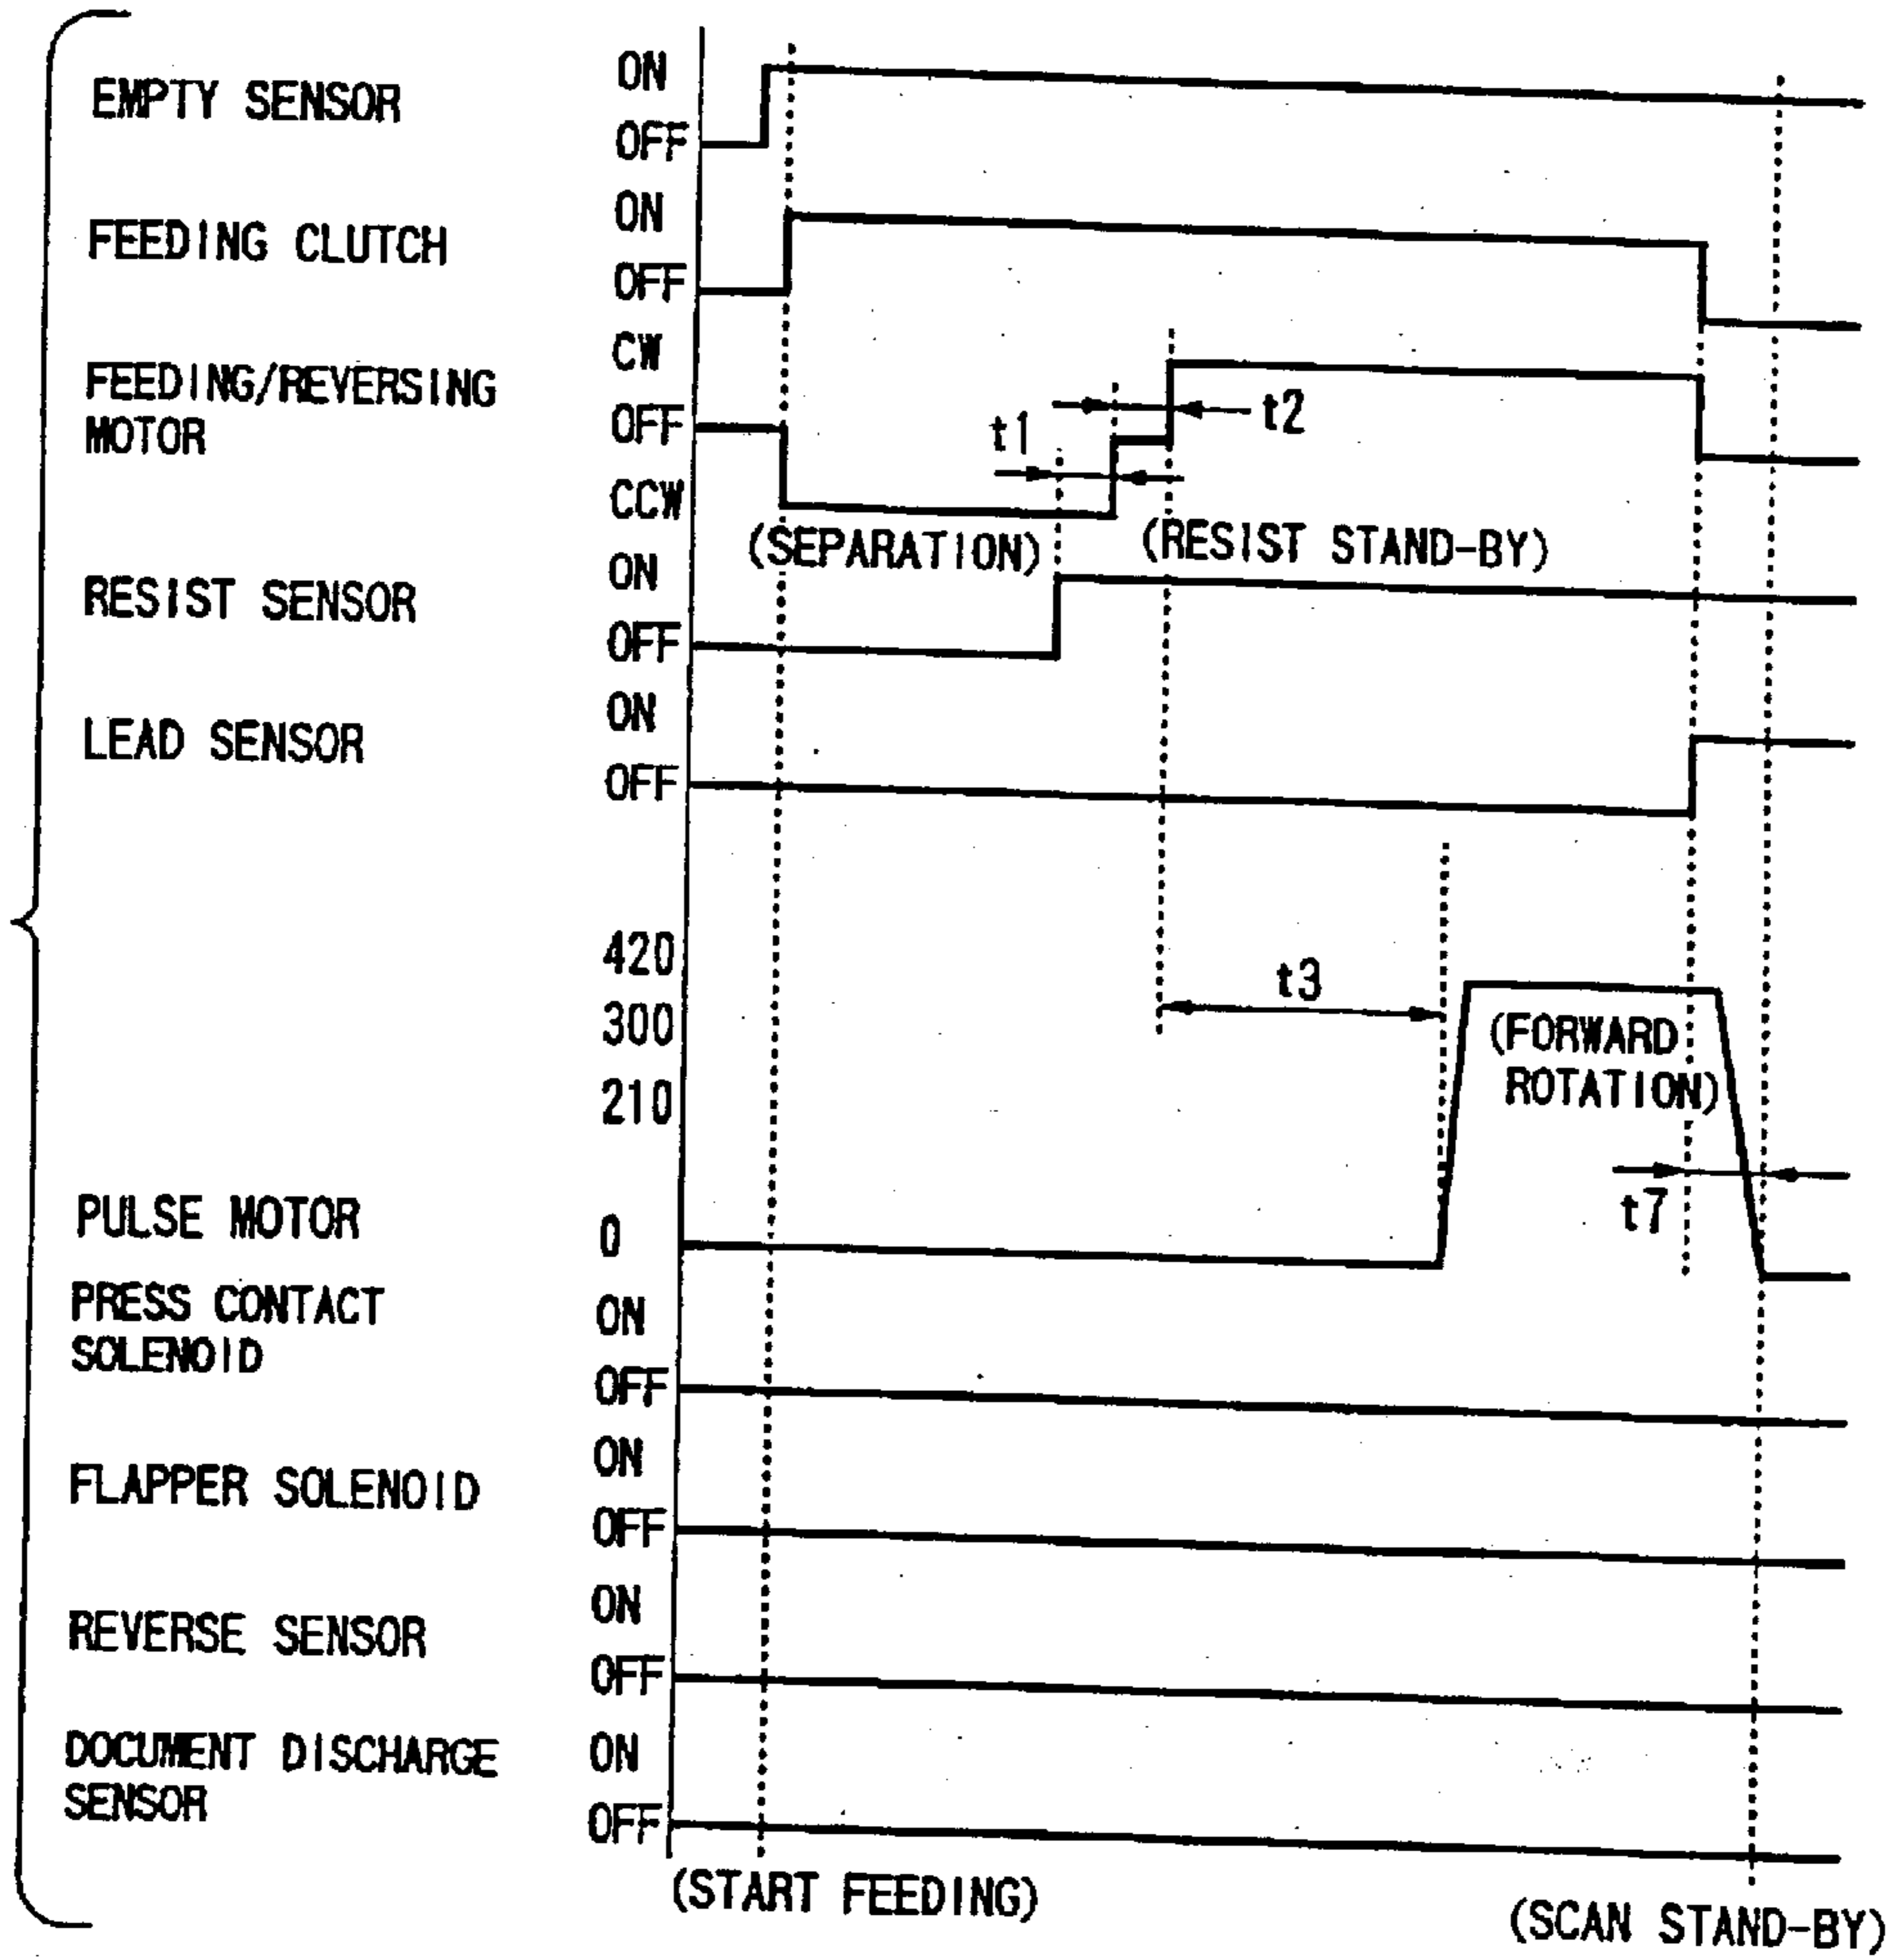 EMPTY SENSOR
ON
OFF
FEEDING CLUTCH
ON
OFF
FEEDING/REVERSING
MOTOR
CW
OFF
CCW
t1
t2
(SEPARATION)
(RESIST STAND-BY)
RESIST SENSOR
ON
OFF
LEAD SENSOR
ON
OFF
420
300
210
0
t3
(FORWARD
ROTATION)
t7
PULSE MOTOR
PRESS CONTACT
SOLENOID
ON
OFF
FLAPPER SOLENOID
ON
OFF
REVERSE SENSOR
ON
OFF
DOCUMENT DISCHARGE
SENSOR
ON
OFF
(START FEEDING)
(SCAN STAND-BY)